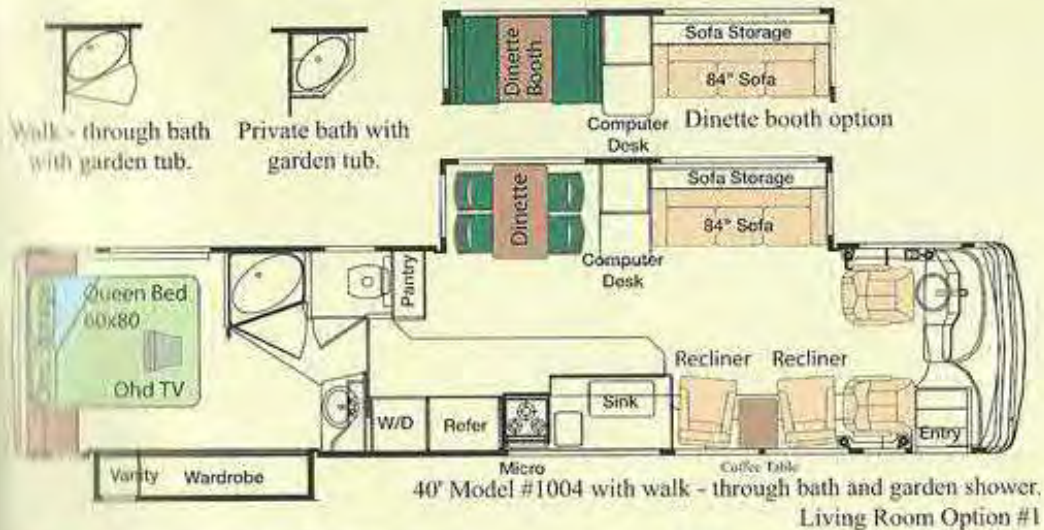 Sofa Storage
84" Sofa
Dinette
Booth
Computer
Desk
Dinette booth option
Walk - through bath
with garden tub.
Private bath with
garden tub.
Sofa Storage
84" Sofa
Dinette
Computer
Desk
Pantry
Queen Bed
60x80
Ohd TV
Recliner Recliner
Sink
W/D
Refer
Entry
Micro
Coffee Table
Vanity Wardrobe
40' Model #1004 with walk - through bath and garden shower.
Living Room Option #1